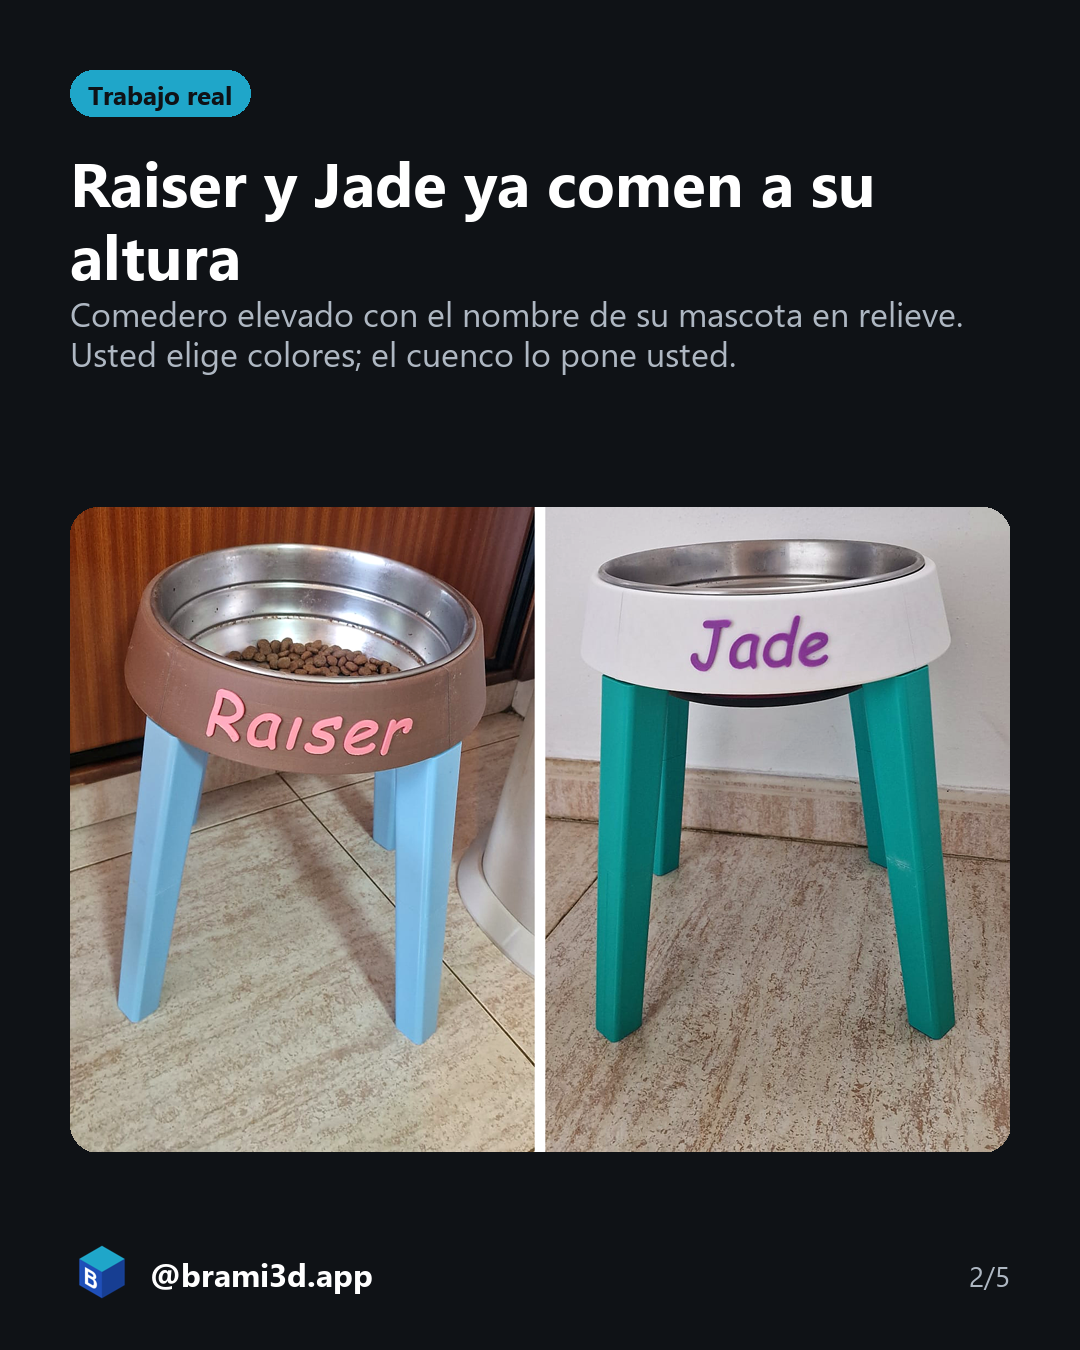 Trabajo real
Raiser y Jade ya comen a su
altura
Comedero elevado con el nombre de su mascota en relieve.
Usted elige colores; el cuenco lo pone usted.
Raiser
Jade
B
@brami3d.app
2/5